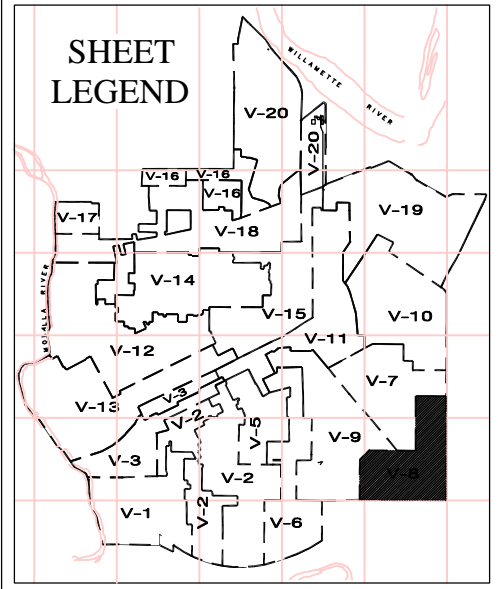 SHEET
LEGEND
WILLAMETTE
RIVER
V-20
V-20
V-16
V-16
V-16
V-17
V-19
V-18
MOLALLA RIVER
V-14
V-15
V-10
V-11
V-12
V-7
V-3
V-13
V-2
V-5
V-9
V-3
V-2
V-8
V-1
V-2
V-6